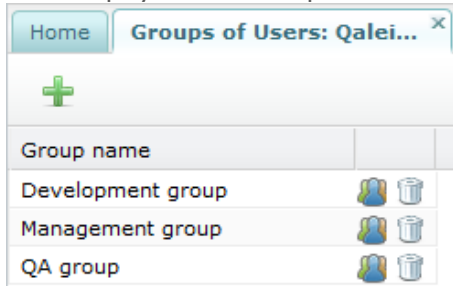 Home Groups of Users: Qalei... ×
Group name
Development group
Management group
QA group